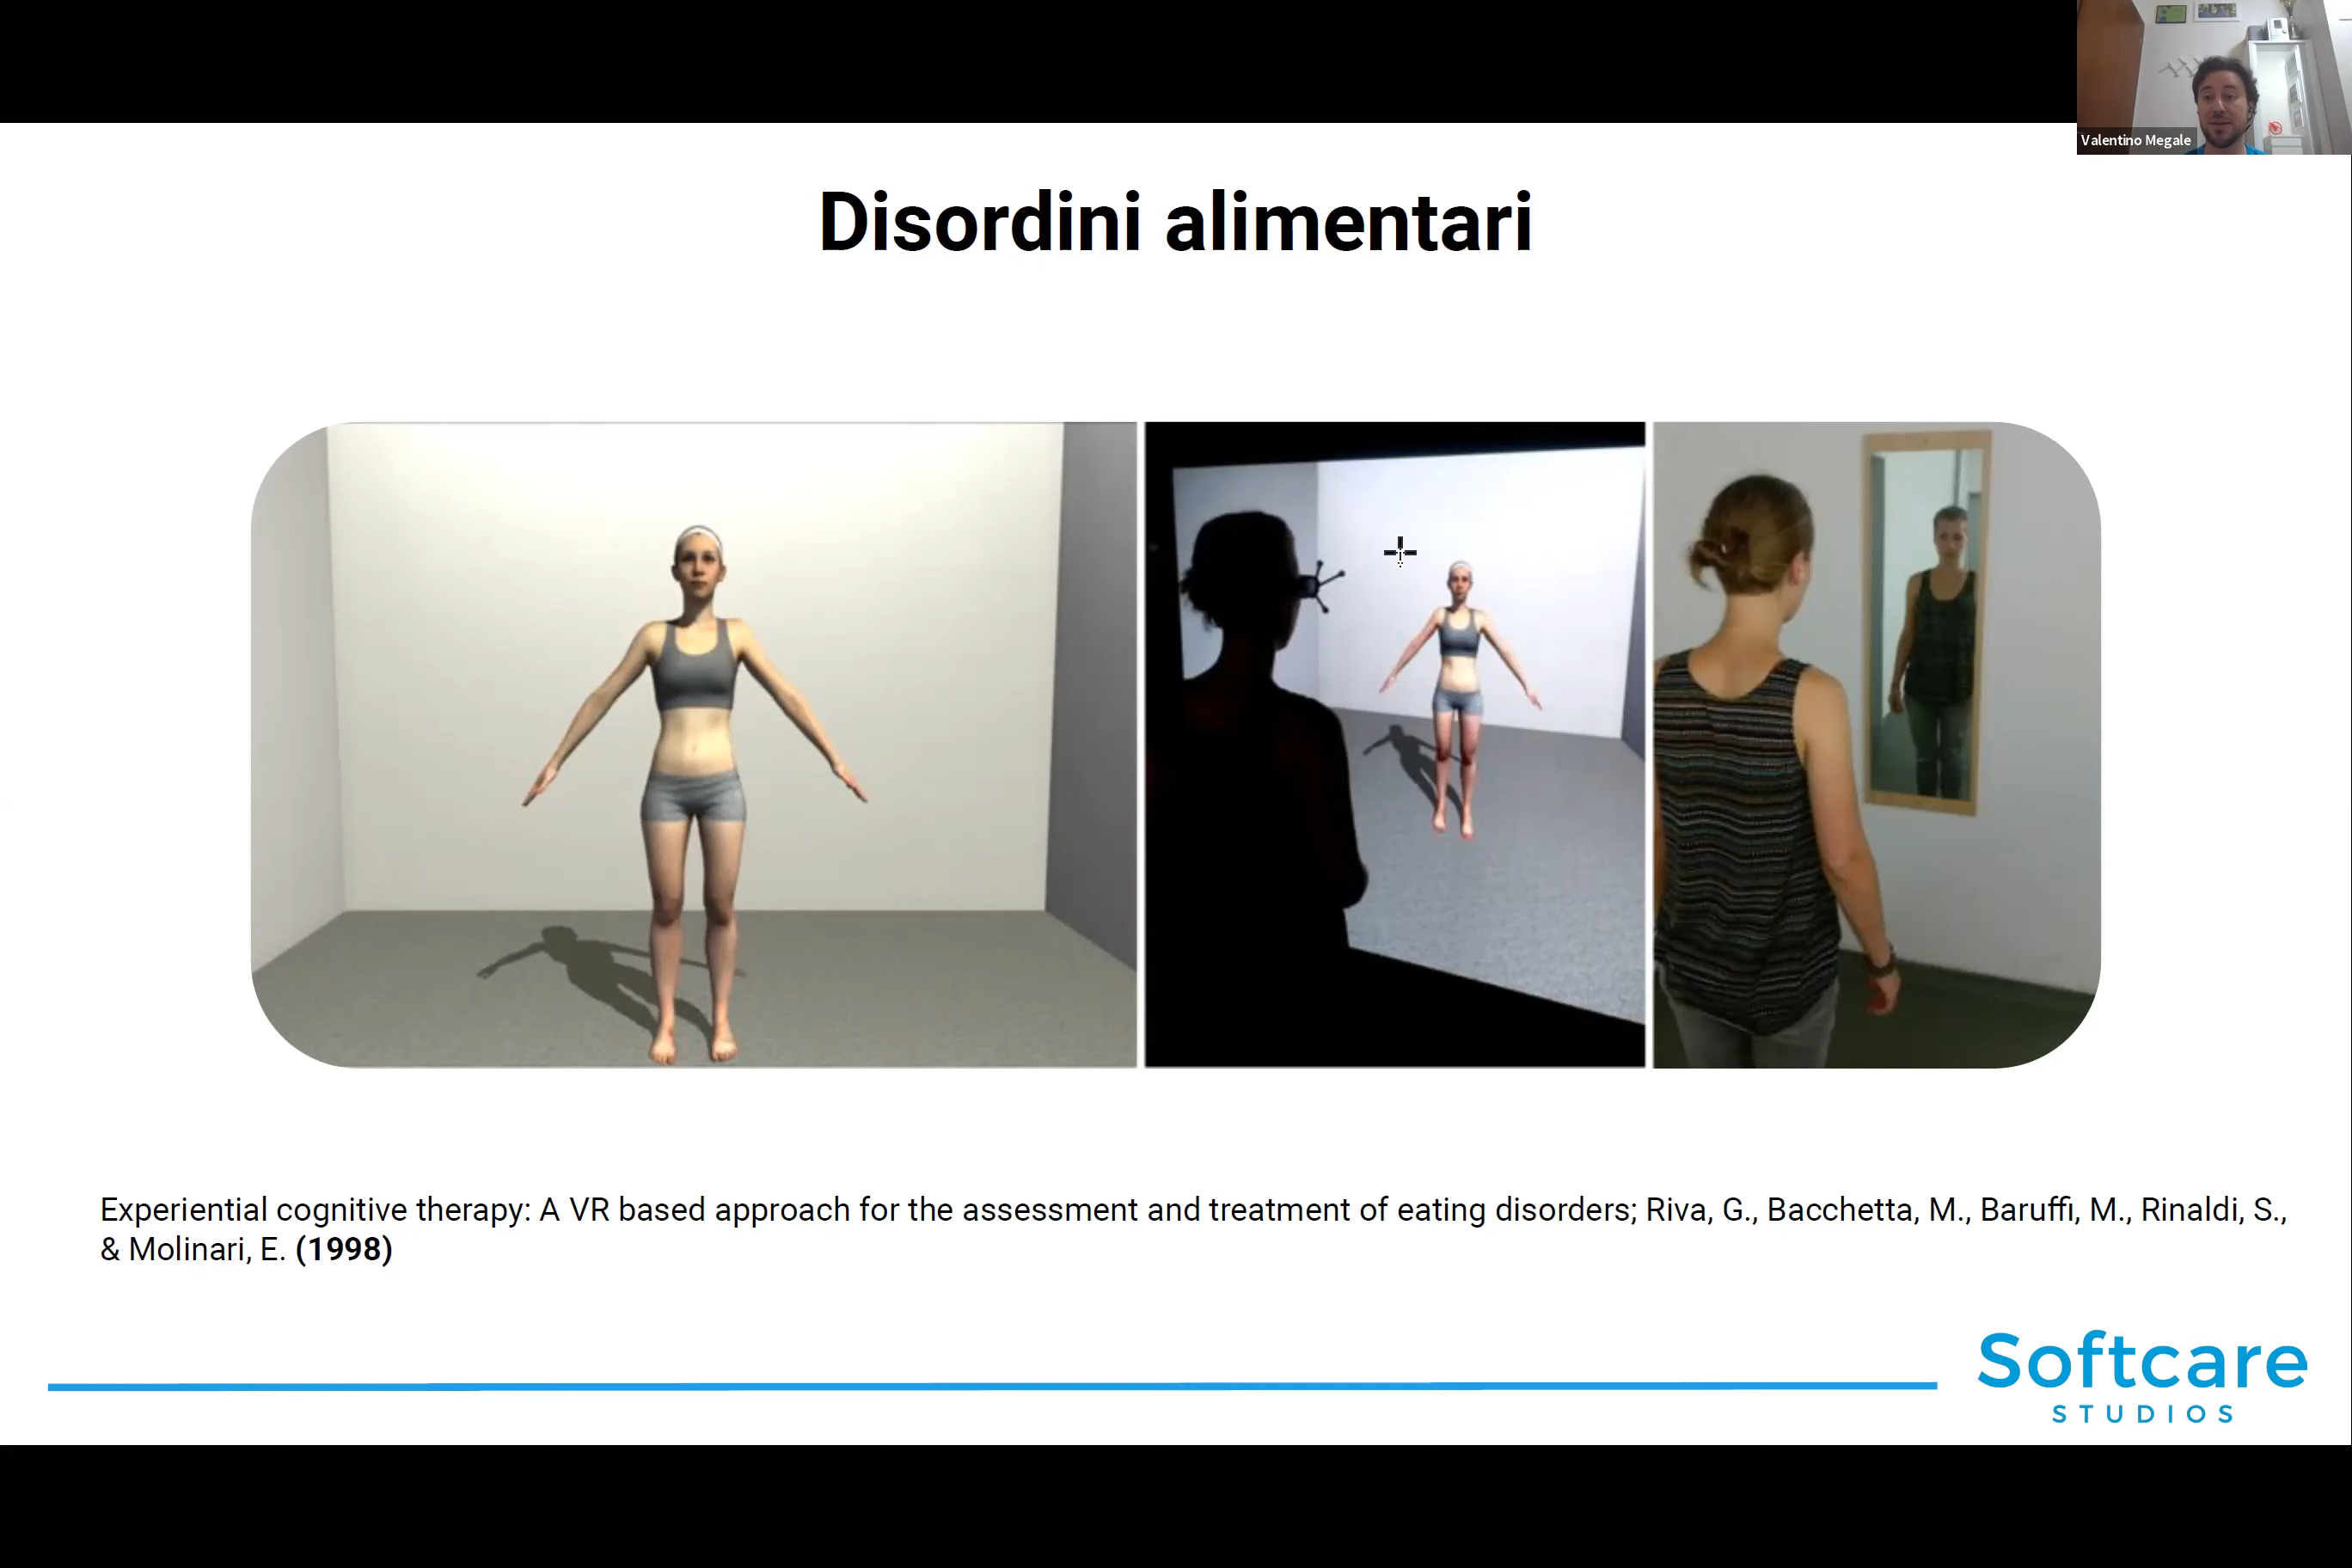 Valentino Megale
Disordini alimentari
Experiential cognitive therapy: A VR based approach for the assessment and treatment of eating disorders; Riva, G., Bacchetta, M., Baruffi, M., Rinaldi, S.,
& Molinari, E. (1998)
Softcare
STUDIOS